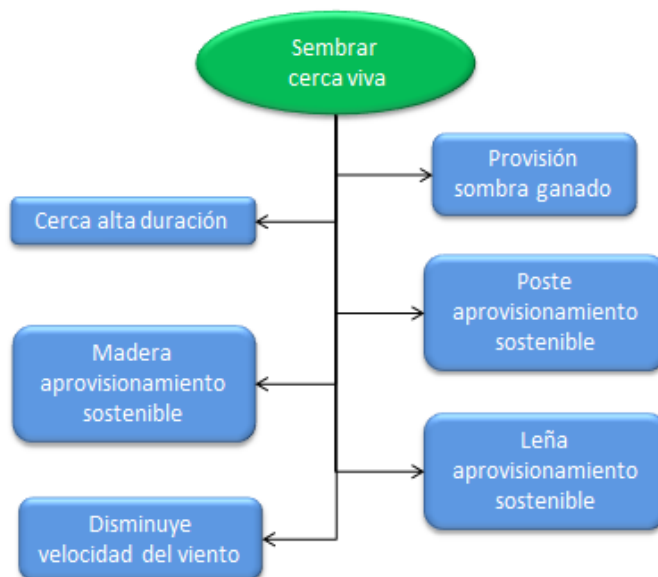 Sembrar
cerca viva
Provisión
sombra ganado
Cerca alta duración
Poste
aprovisionamiento
sostenible
Madera
aprovisionamiento
sostenible
Leña
aprovisionamiento
sostenible
Disminuye
velocidad del viento